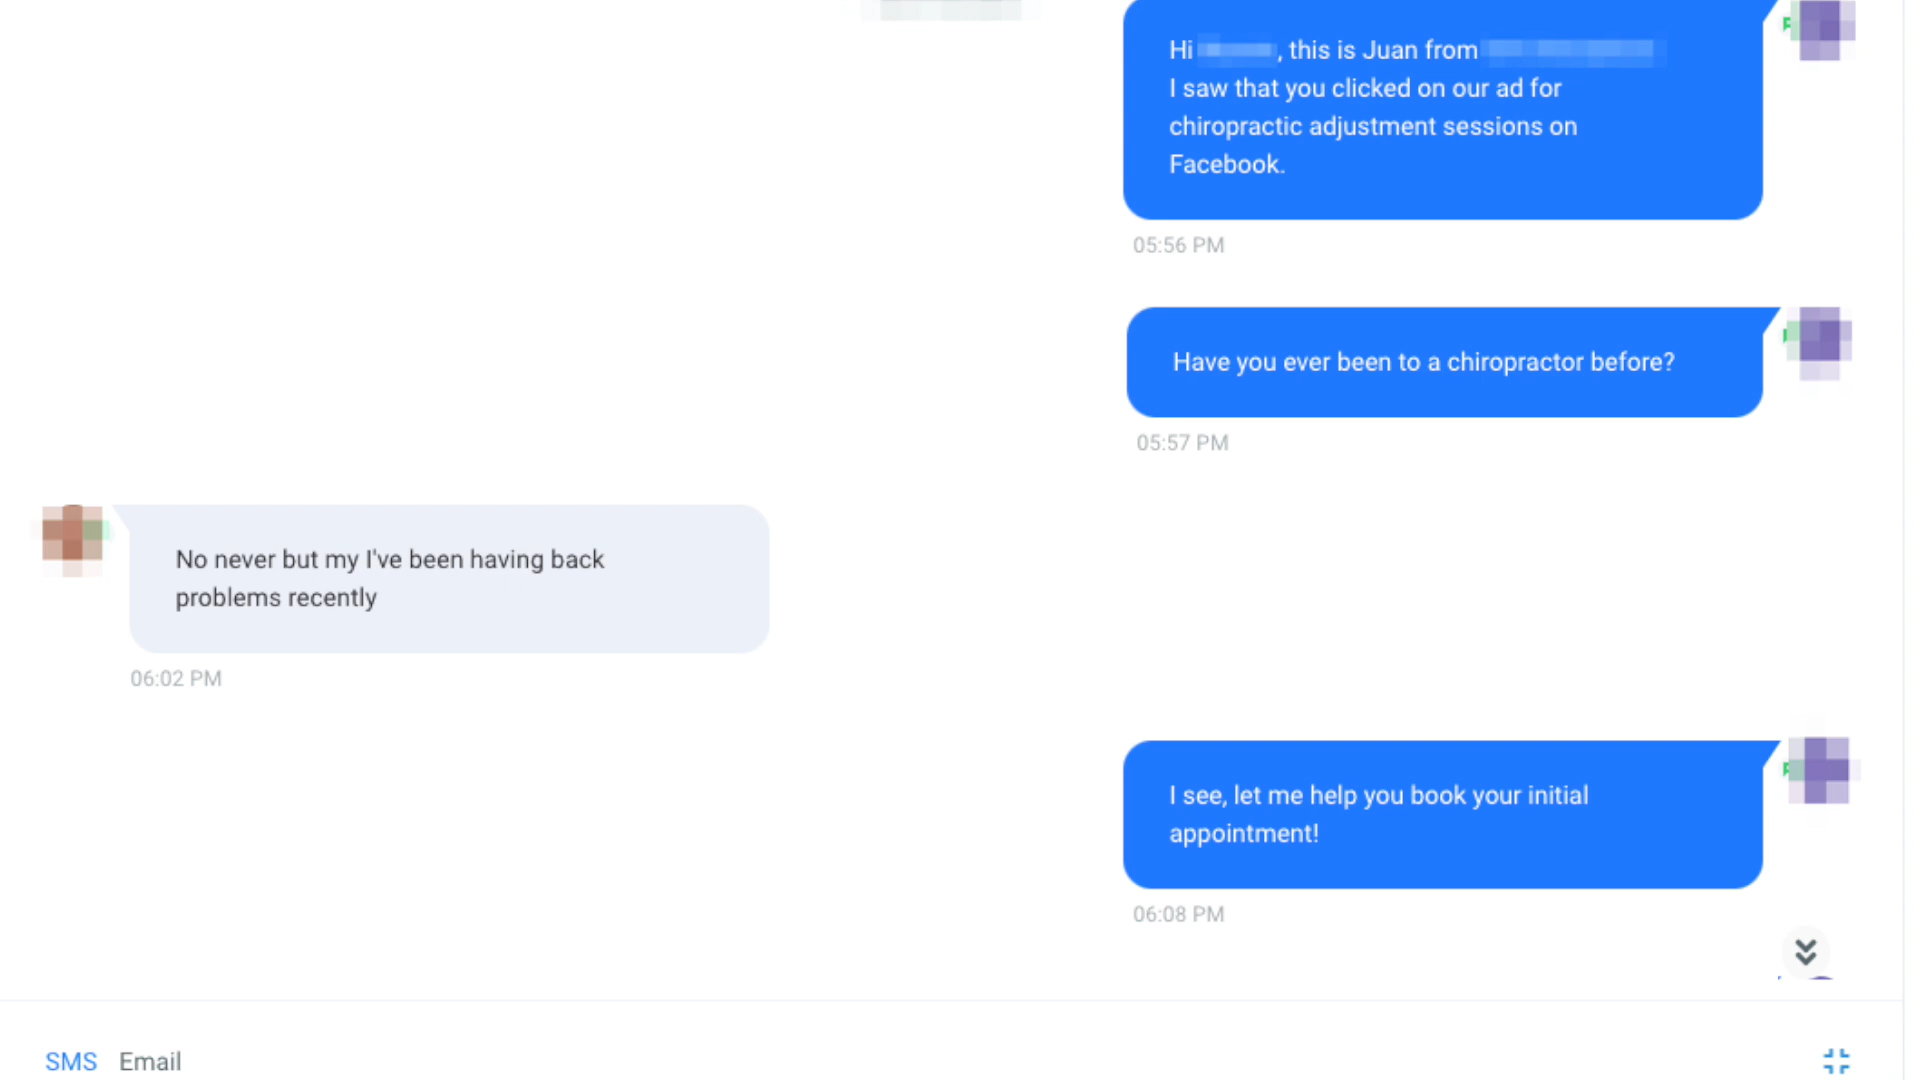 Hi , this is Juan from
I saw that you clicked on our ad for
chiropractic adjustment sessions on
Facebook.
05:56 PM
Have you ever been to a chiropractor before?
05:57 PM
No never but my I've been having back
problems recently
06:02 PM
I see, let me help you book your initial
appointment!
06:08 PM
SMS Email